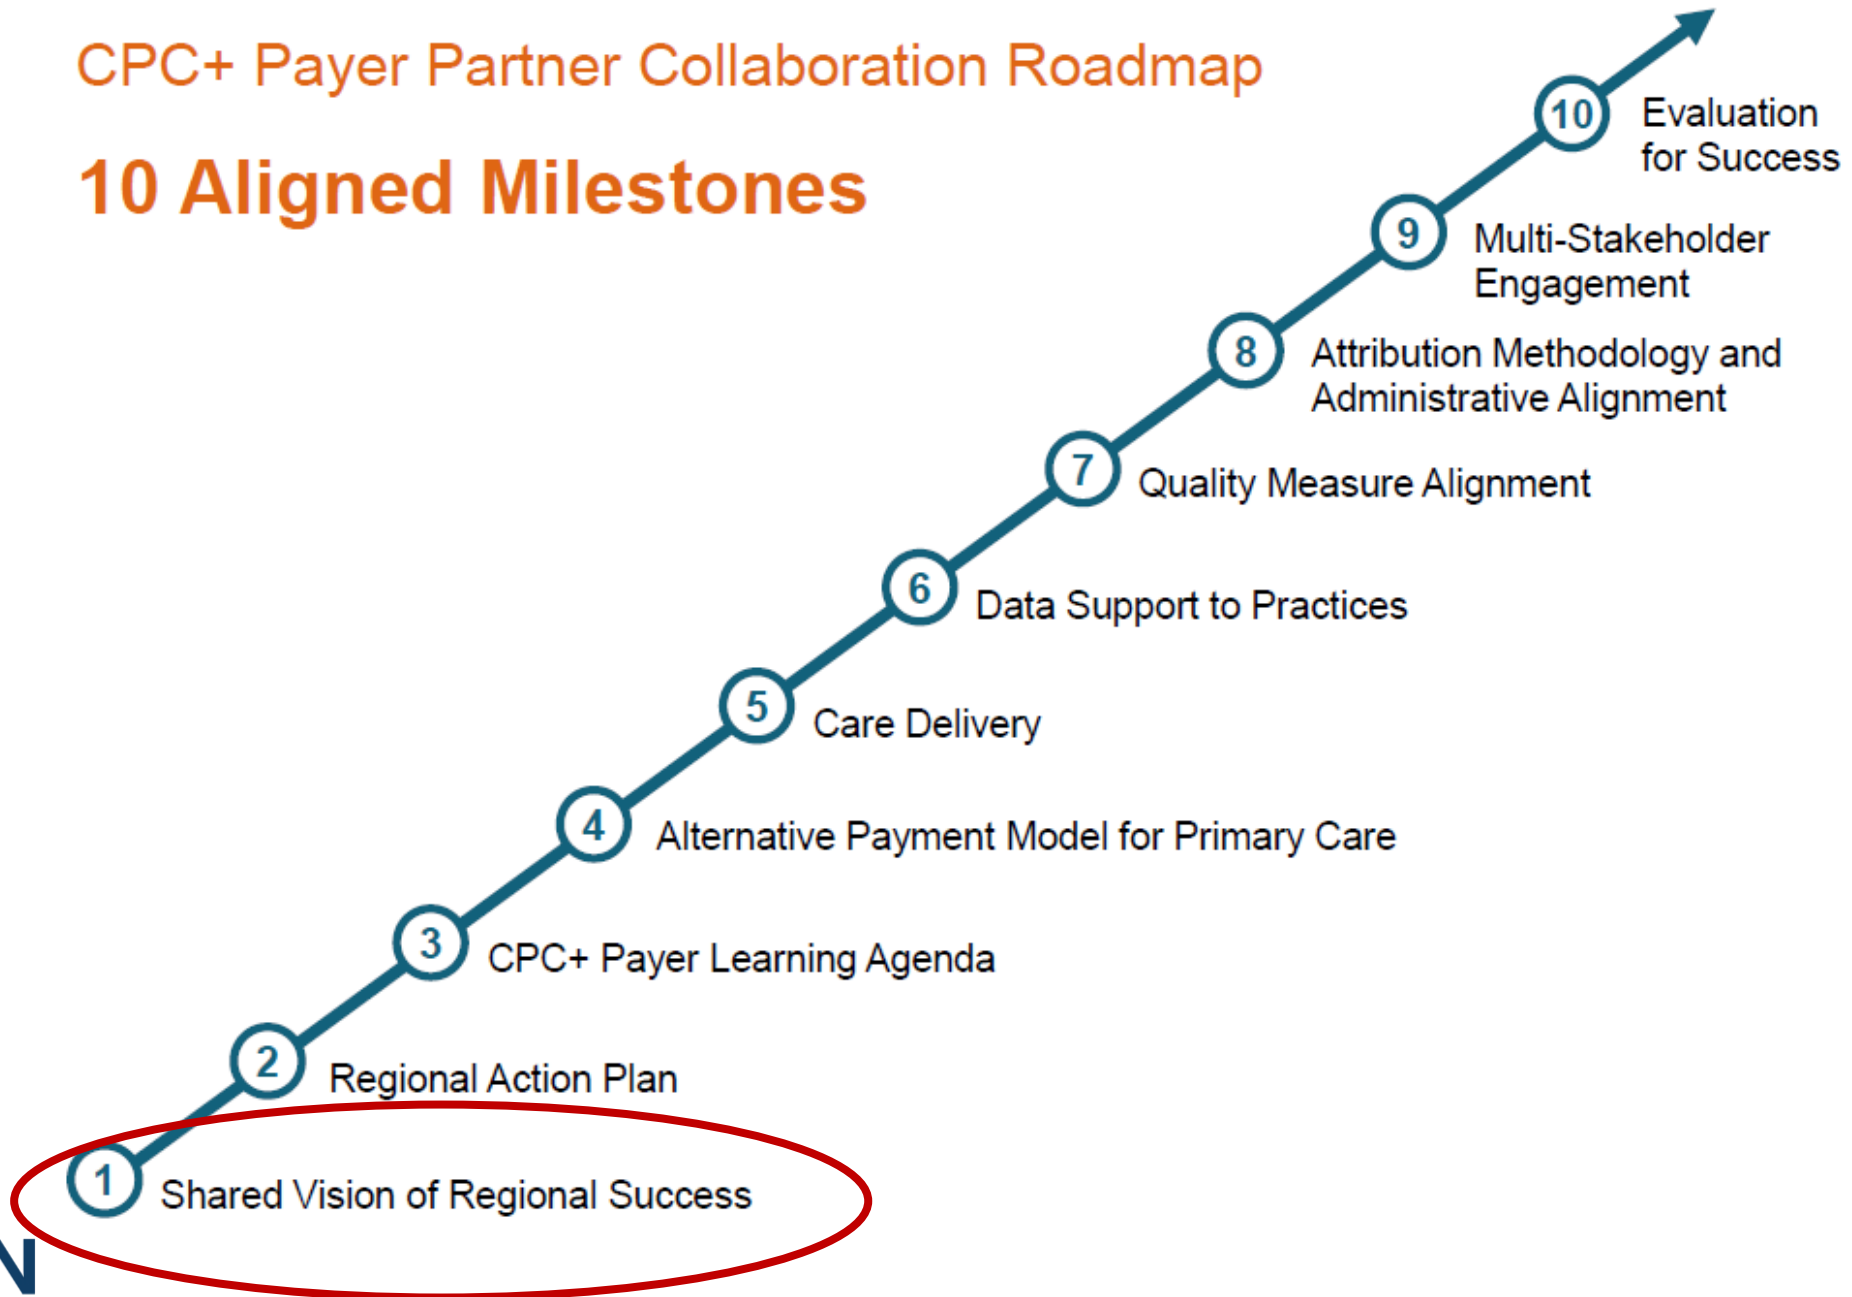 CPC+ Payer Partner Collaboration Roadmap
10 Aligned Milestones
10
Evaluation
for Success
9
Multi-Stakeholder
Engagement
8
Attribution Methodology and
Administrative Alignment
7
Quality Measure Alignment
6
Data Support to Practices
5
Care Delivery
4
Alternative Payment Model for Primary Care
3
CPC+ Payer Learning Agenda
2
Regional Action Plan
1
Shared Vision of Regional Success
N